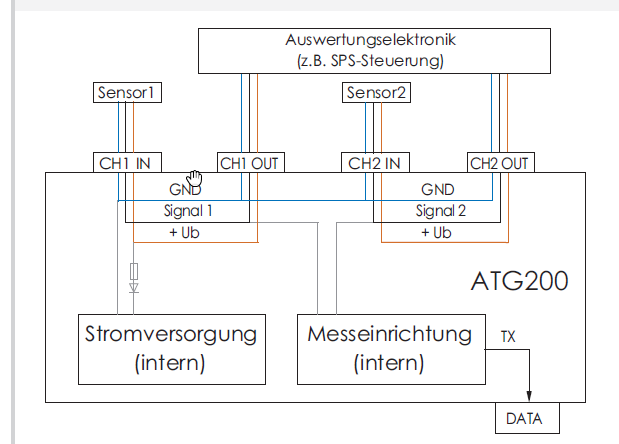 Auswertungselektronik
(z.B. SPS-Steuerung)
Sensor1
Sensor2
CH1 IN
CH1 OUT
CH2 IN
CH2 OUT
GND
GND
Signal 1
Signal 2
+ Ub
+ Ub
ATG200
Stromversorgung
(intern)
Messeinrichtung
(intern)
TX
DATA